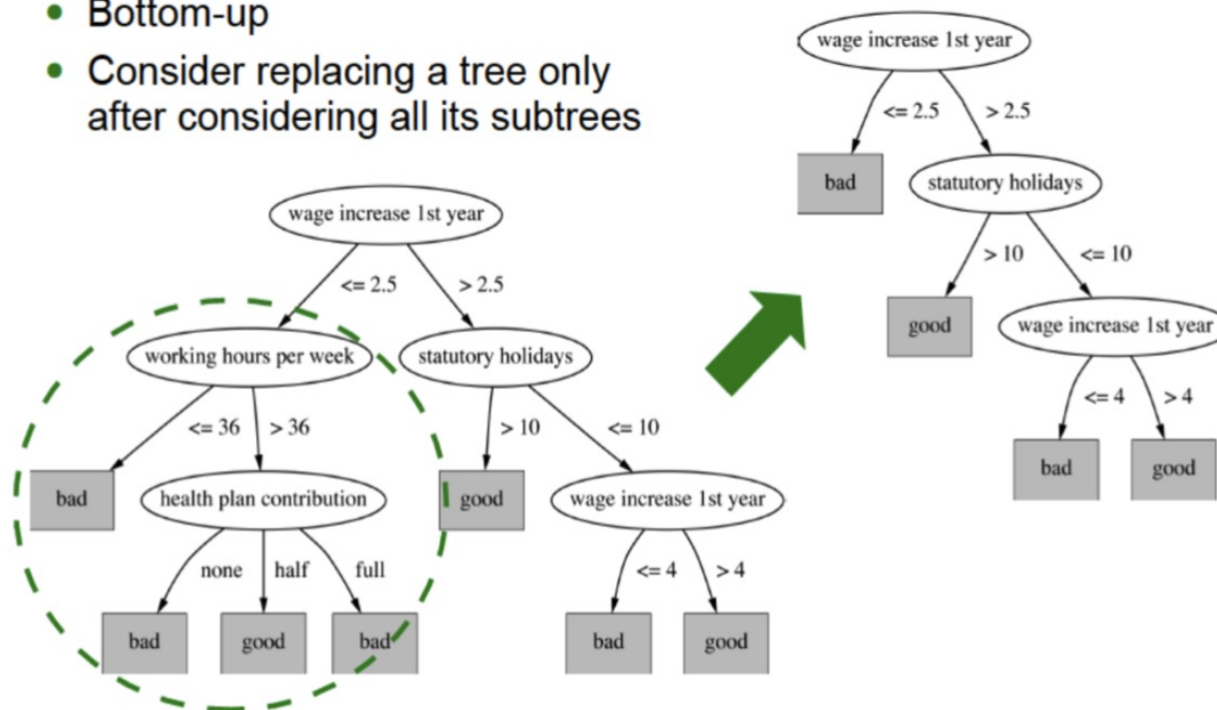 • Bottom-up
• Consider replacing a tree only
after considering all its subtrees
wage increase 1st year
<= 2.5
> 2.5
working hours per week
statutory holidays
<= 36
> 36
> 10
<= 10
bad
health plan contribution
good
wage increase 1st year
none
half
full
<= 4
> 4
bad
good
bad
bad
good
wage increase 1st year
<= 2.5
> 2.5
bad
statutory holidays
> 10
<= 10
good
wage increase 1st year
<= 4
> 4
bad
good